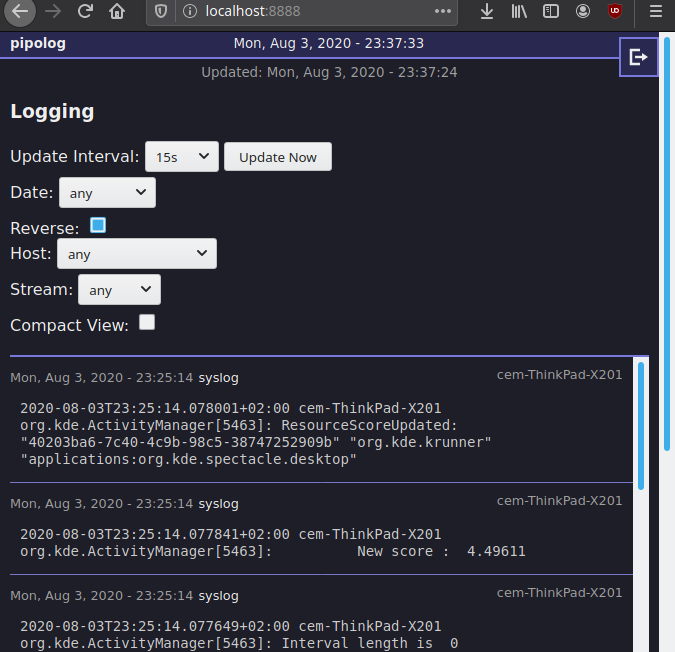 localhost:8888
pipolog Mon, Aug 3, 2020 - 23:37:33
Updated: Mon, Aug 3, 2020 - 23:37:24
Logging
Update Interval: 15s Update Now
Date: any
Reverse:
Host: any
Stream: any
Compact View:
Mon, Aug 3, 2020 - 23:25:14 syslog cem-ThinkPad-X201
2020-08-03T23:25:14.078001+02:00 cem-ThinkPad-X201
org.kde.ActivityManager[5463]: ResourceScoreUpdated:
"40203ba6-7c40-4c9b-98c5-38747252909b" "org.kde.krunner"
"applications:org.kde.spectacle.desktop"
Mon, Aug 3, 2020 - 23:25:14 syslog cem-ThinkPad-X201
2020-08-03T23:25:14.077841+02:00 cem-ThinkPad-X201
org.kde.ActivityManager[5463]:          New score :  4.49611
Mon, Aug 3, 2020 - 23:25:14 syslog cem-ThinkPad-X201
2020-08-03T23:25:14.077649+02:00 cem-ThinkPad-X201
org.kde.ActivityManager[5463]: Interval length is  0